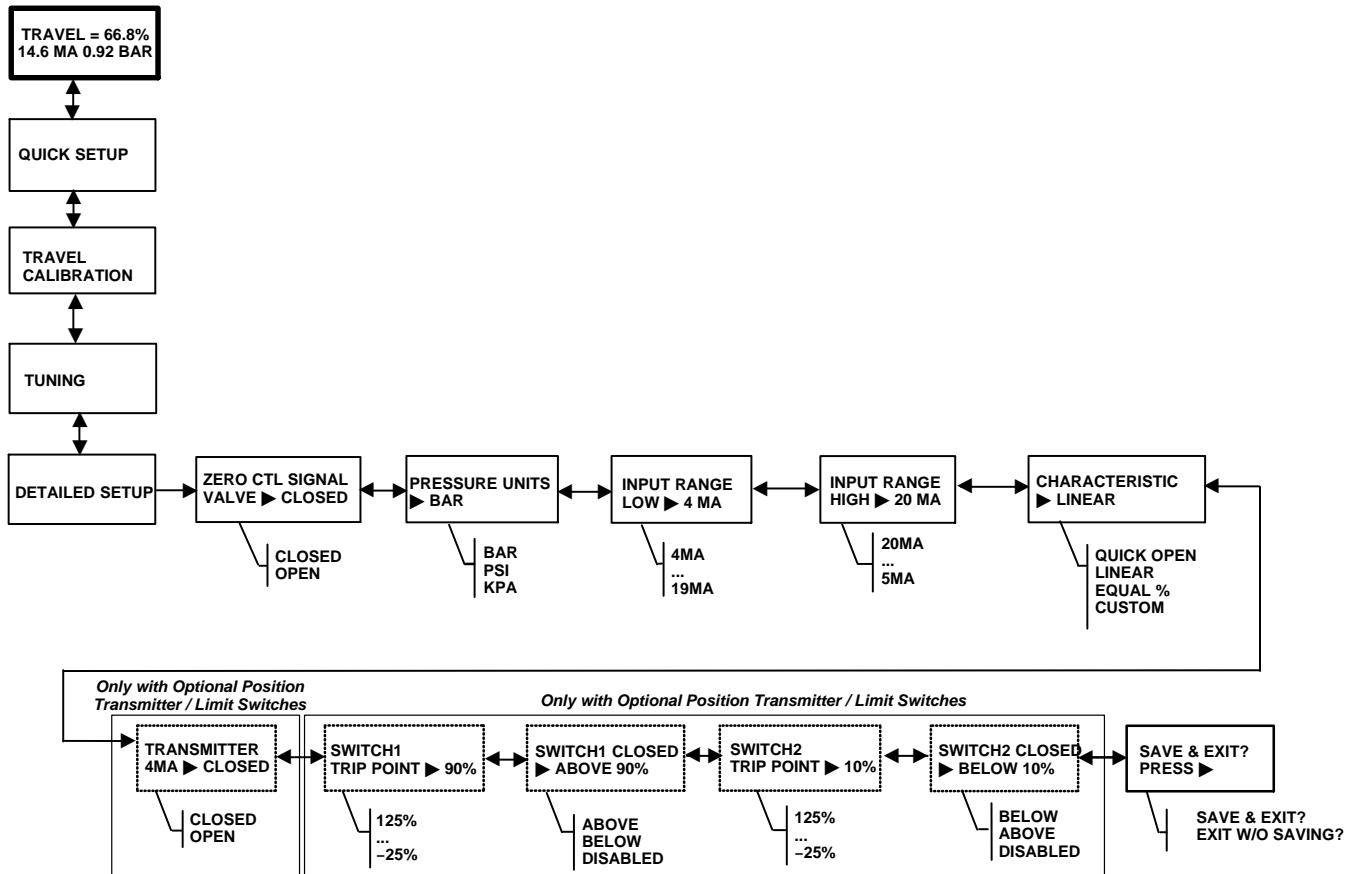 TRAVEL = 66.8%
14.6 MA 0.92 BAR
QUICK SETUP
TRAVEL
CALIBRATION
TUNING
DETAILED SETUP
ZERO CTL SIGNAL
VALVE ▶ CLOSED
CLOSED
OPEN
PRESSURE UNITS
▶ BAR
BAR
PSI
KPA
INPUT RANGE
LOW ▶ 4 MA
4MA
...
19MA
INPUT RANGE
HIGH ▶ 20 MA
20MA
...
5MA
CHARACTERISTIC
▶ LINEAR
QUICK OPEN
LINEAR
EQUAL %
CUSTOM
Only with Optional Position
Transmitter / Limit Switches
TRANSMITTER
4MA ▶ CLOSED
CLOSED
OPEN
Only with Optional Position Transmitter / Limit Switches
SWITCH1
TRIP POINT ▶ 90%
125%
...
−25%
SWITCH1 CLOSED
▶ ABOVE 90%
ABOVE
BELOW
DISABLED
SWITCH2
TRIP POINT ▶ 10%
125%
...
−25%
SWITCH2 CLOSED
▶ BELOW 10%
BELOW
ABOVE
DISABLED
SAVE & EXIT?
PRESS ▶
SAVE & EXIT?
EXIT W/O SAVING?